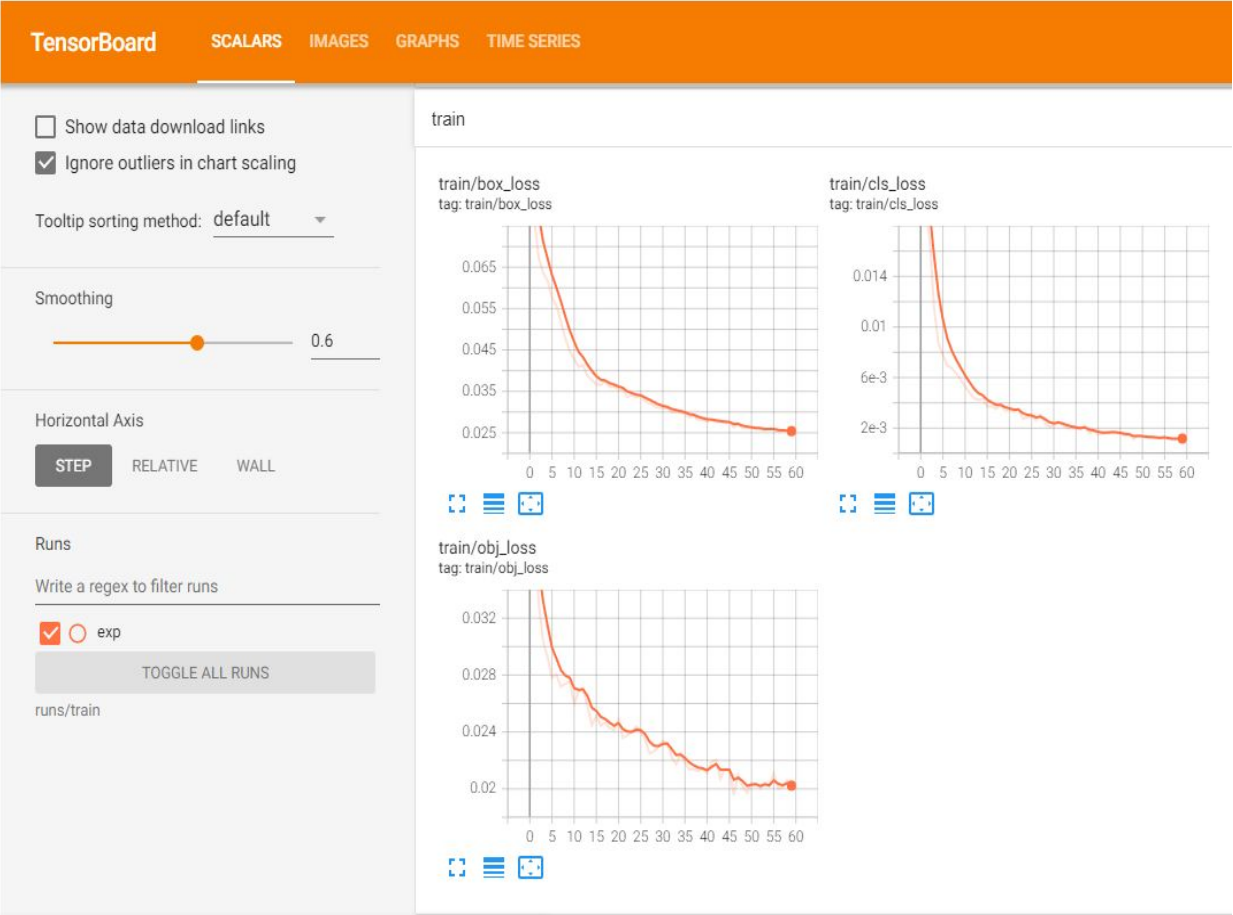 TensorBoard SCALARS IMAGES GRAPHS TIME SERIES
Show data download links
Ignore outliers in chart scaling
Tooltip sorting method: default
Smoothing
0.6
Horizontal Axis
STEP RELATIVE WALL
Runs
Write a regex to filter runs
exp
TOGGLE ALL RUNS
runs/train
train
train/box_loss
tag: train/box_loss
0.065
0.055
0.045
0.035
0.025
0 5 10 15 20 25 30 35 40 45 50 55 60
train/cls_loss
tag: train/cls_loss
0.014
0.01
6e-3
2e-3
0 5 10 15 20 25 30 35 40 45 50 55 60
train/obj_loss
tag: train/obj_loss
0.032
0.028
0.024
0.02
0 5 10 15 20 25 30 35 40 45 50 55 60